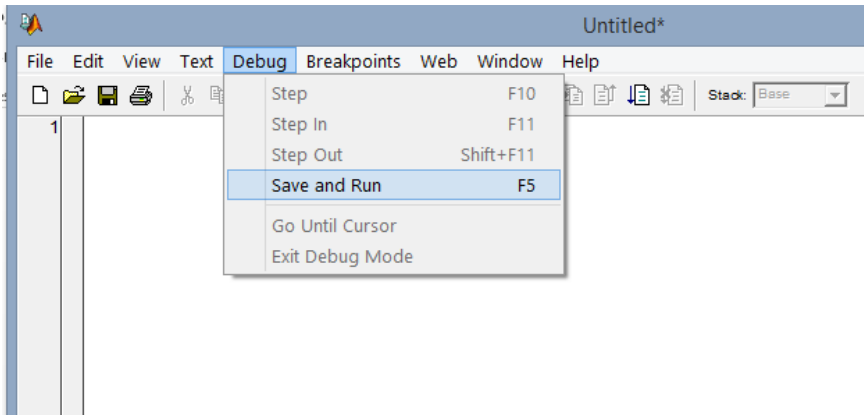 Untitled*
File Edit View Text Debug Breakpoints Web Window Help
Stack: Base
1
Step F10
Step In F11
Step Out Shift+F11
Save and Run F5
Go Until Cursor
Exit Debug Mode